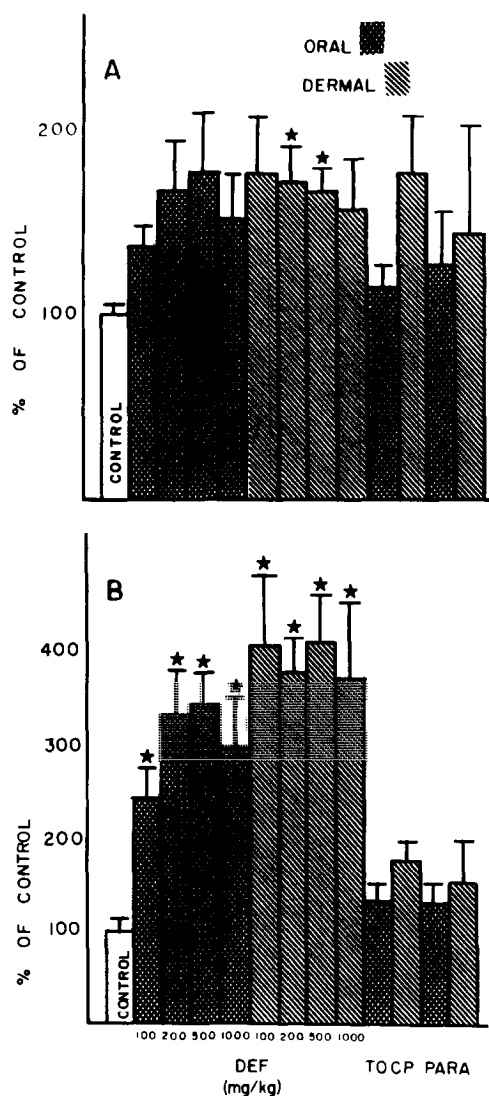 ORAL
A
DERMAL
200
★ ★
100
% OF CONTROL
CONTROL
B
★ ★ ★ ★ ★ ★ ★ ★
400
300
200
100
% OF CONTROL
CONTROL
100 200 500 1000 100 200 500 1000
DEF TOCP PARA
(mg/kg)